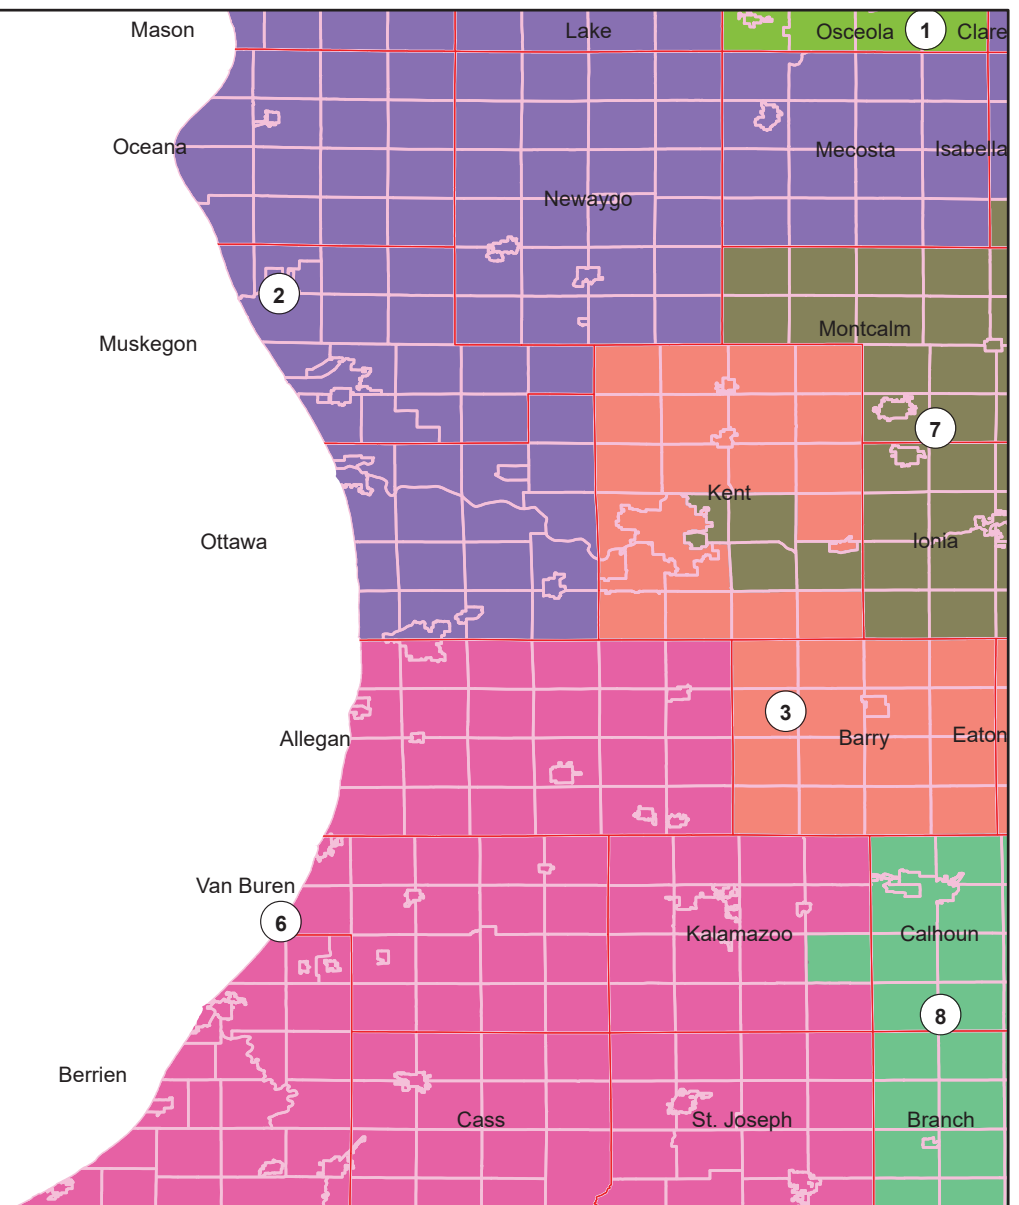 Mason
Lake
Osceola
1
Clare
Oceana
Mecosta
Isabella
Newaygo
2
Montcalm
Muskegon
7
Kent
Ottawa
Ionia
3
Allegan
Barry
Eaton
Van Buren
6
Kalamazoo
Calhoun
8
Berrien
Cass
St. Joseph
Branch